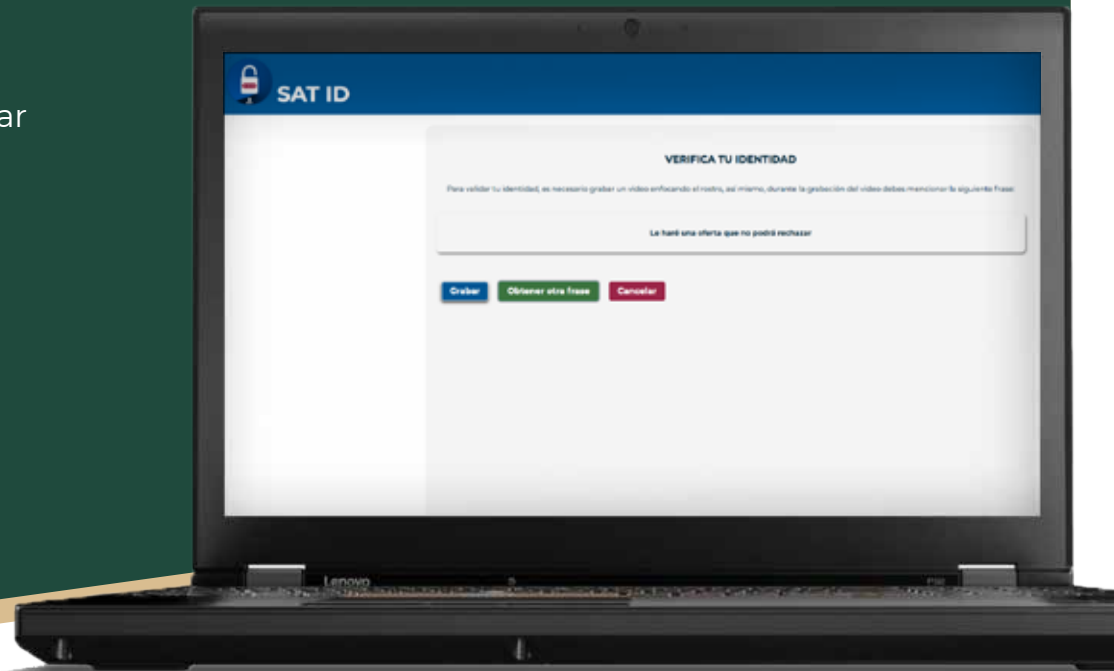 ar
SAT ID
VERIFICA TU IDENTIDAD
Para validar tu identidad, es necesario grabar un video enfocando el rostro, así mismo, durante la grabación del video debes mencionar la siguiente frase:
Le haré una oferta que no podrá rechazar
Grabar
Obtener otra frase
Cancelar
Lenovo